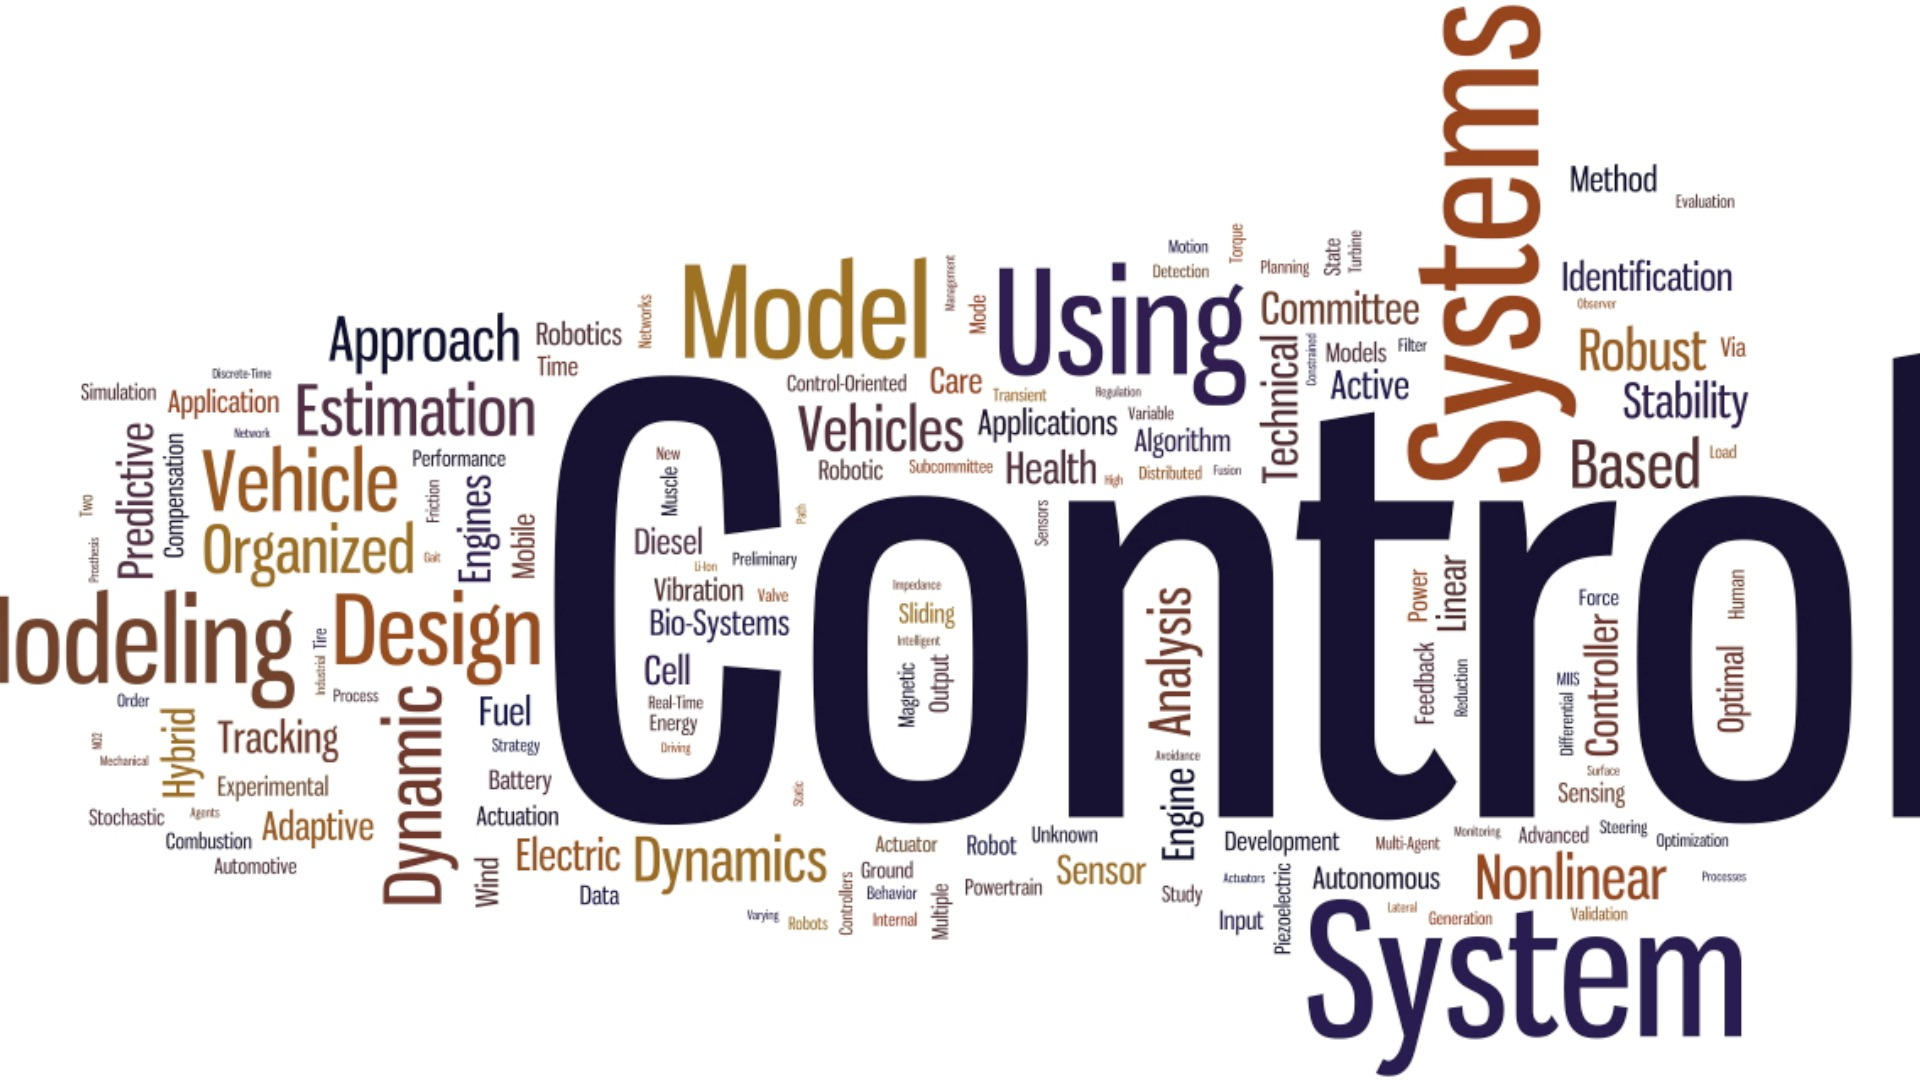 Systems
Method
Evaluation
Motion
Torque
Detection
Planning
State
Turbine
Identification
Observer
Model
Management
Mode
Using
Committee
Networks
Approach
Robotics
Time
Technical
Constrained
Models
Filter
Active
Robust
Via
Stability
Discrete-Time
Simulation
Application
Estimation
Network
Control-Oriented
Care
Transient
Regulation
Vehicles
Applications
Variable
Algorithm
Robotic
Subcommittee
Health
High
Distributed
Fusion
Based
Load
Predictive
Compensation
Vehicle
Performance
Two
Organized
Friction
Engines
Mobile
Gait
Prosthesis
Control
New
Muscle
Path
Diesel
Preliminary
Li-Ion
Vibration
Valve
Bio-Systems
Cell
Real-Time
Energy
Driving
Static
Sensors
Impedance
Sliding
Intelligent
Magnetic
Output
Analysis
Avoidance
Engine
Power
Linear
Feedback
Reduction
Force
MIIS
Differential
Controller
Surface
Sensing
Human
Optimal
lodeling
Tire
Industrial
Design
Order
Process
Hybrid
Tracking
Dynamic
Fuel
NO2
Mechanical
Strategy
Experimental
Battery
Stochastic
Agents
Adaptive
Actuation
Combustion
Automotive
Wind
Electric
Data
Dynamics
Varying
Robots
Controllers
Actuator
Ground
Behavior
Internal
Multiple
Robot
Unknown
Powertrain
Sensor
Study
Development
Actuators
Input
Piezoelectric
Multi-Agent
Monitoring
Advanced
Steering
Optimization
Autonomous
Nonlinear
Processes
Lateral
Generation
Validation
System